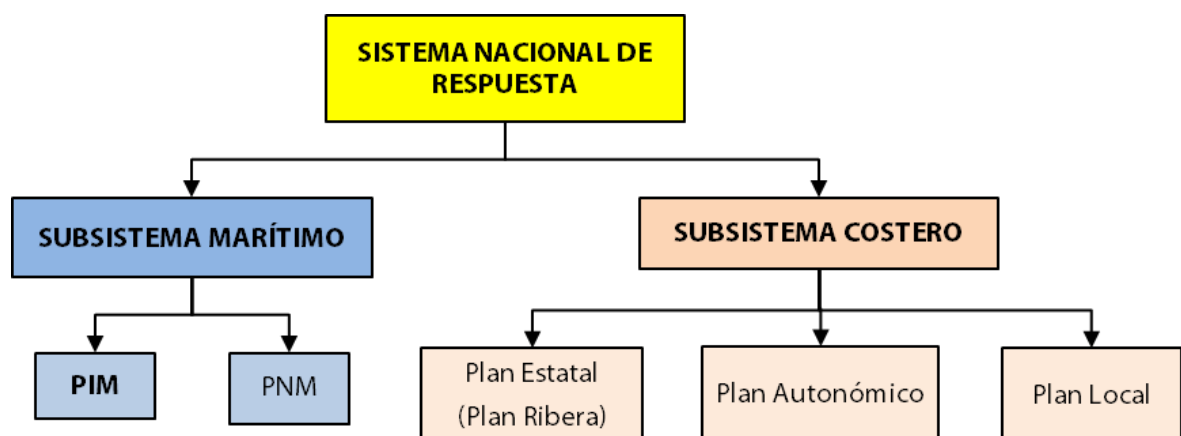 SISTEMA NACIONAL DE
RESPUESTA
SUBSISTEMA MARÍTIMO
SUBSISTEMA COSTERO
PIM
PNM
Plan Estatal
(Plan Ribera)
Plan Autonómico
Plan Local